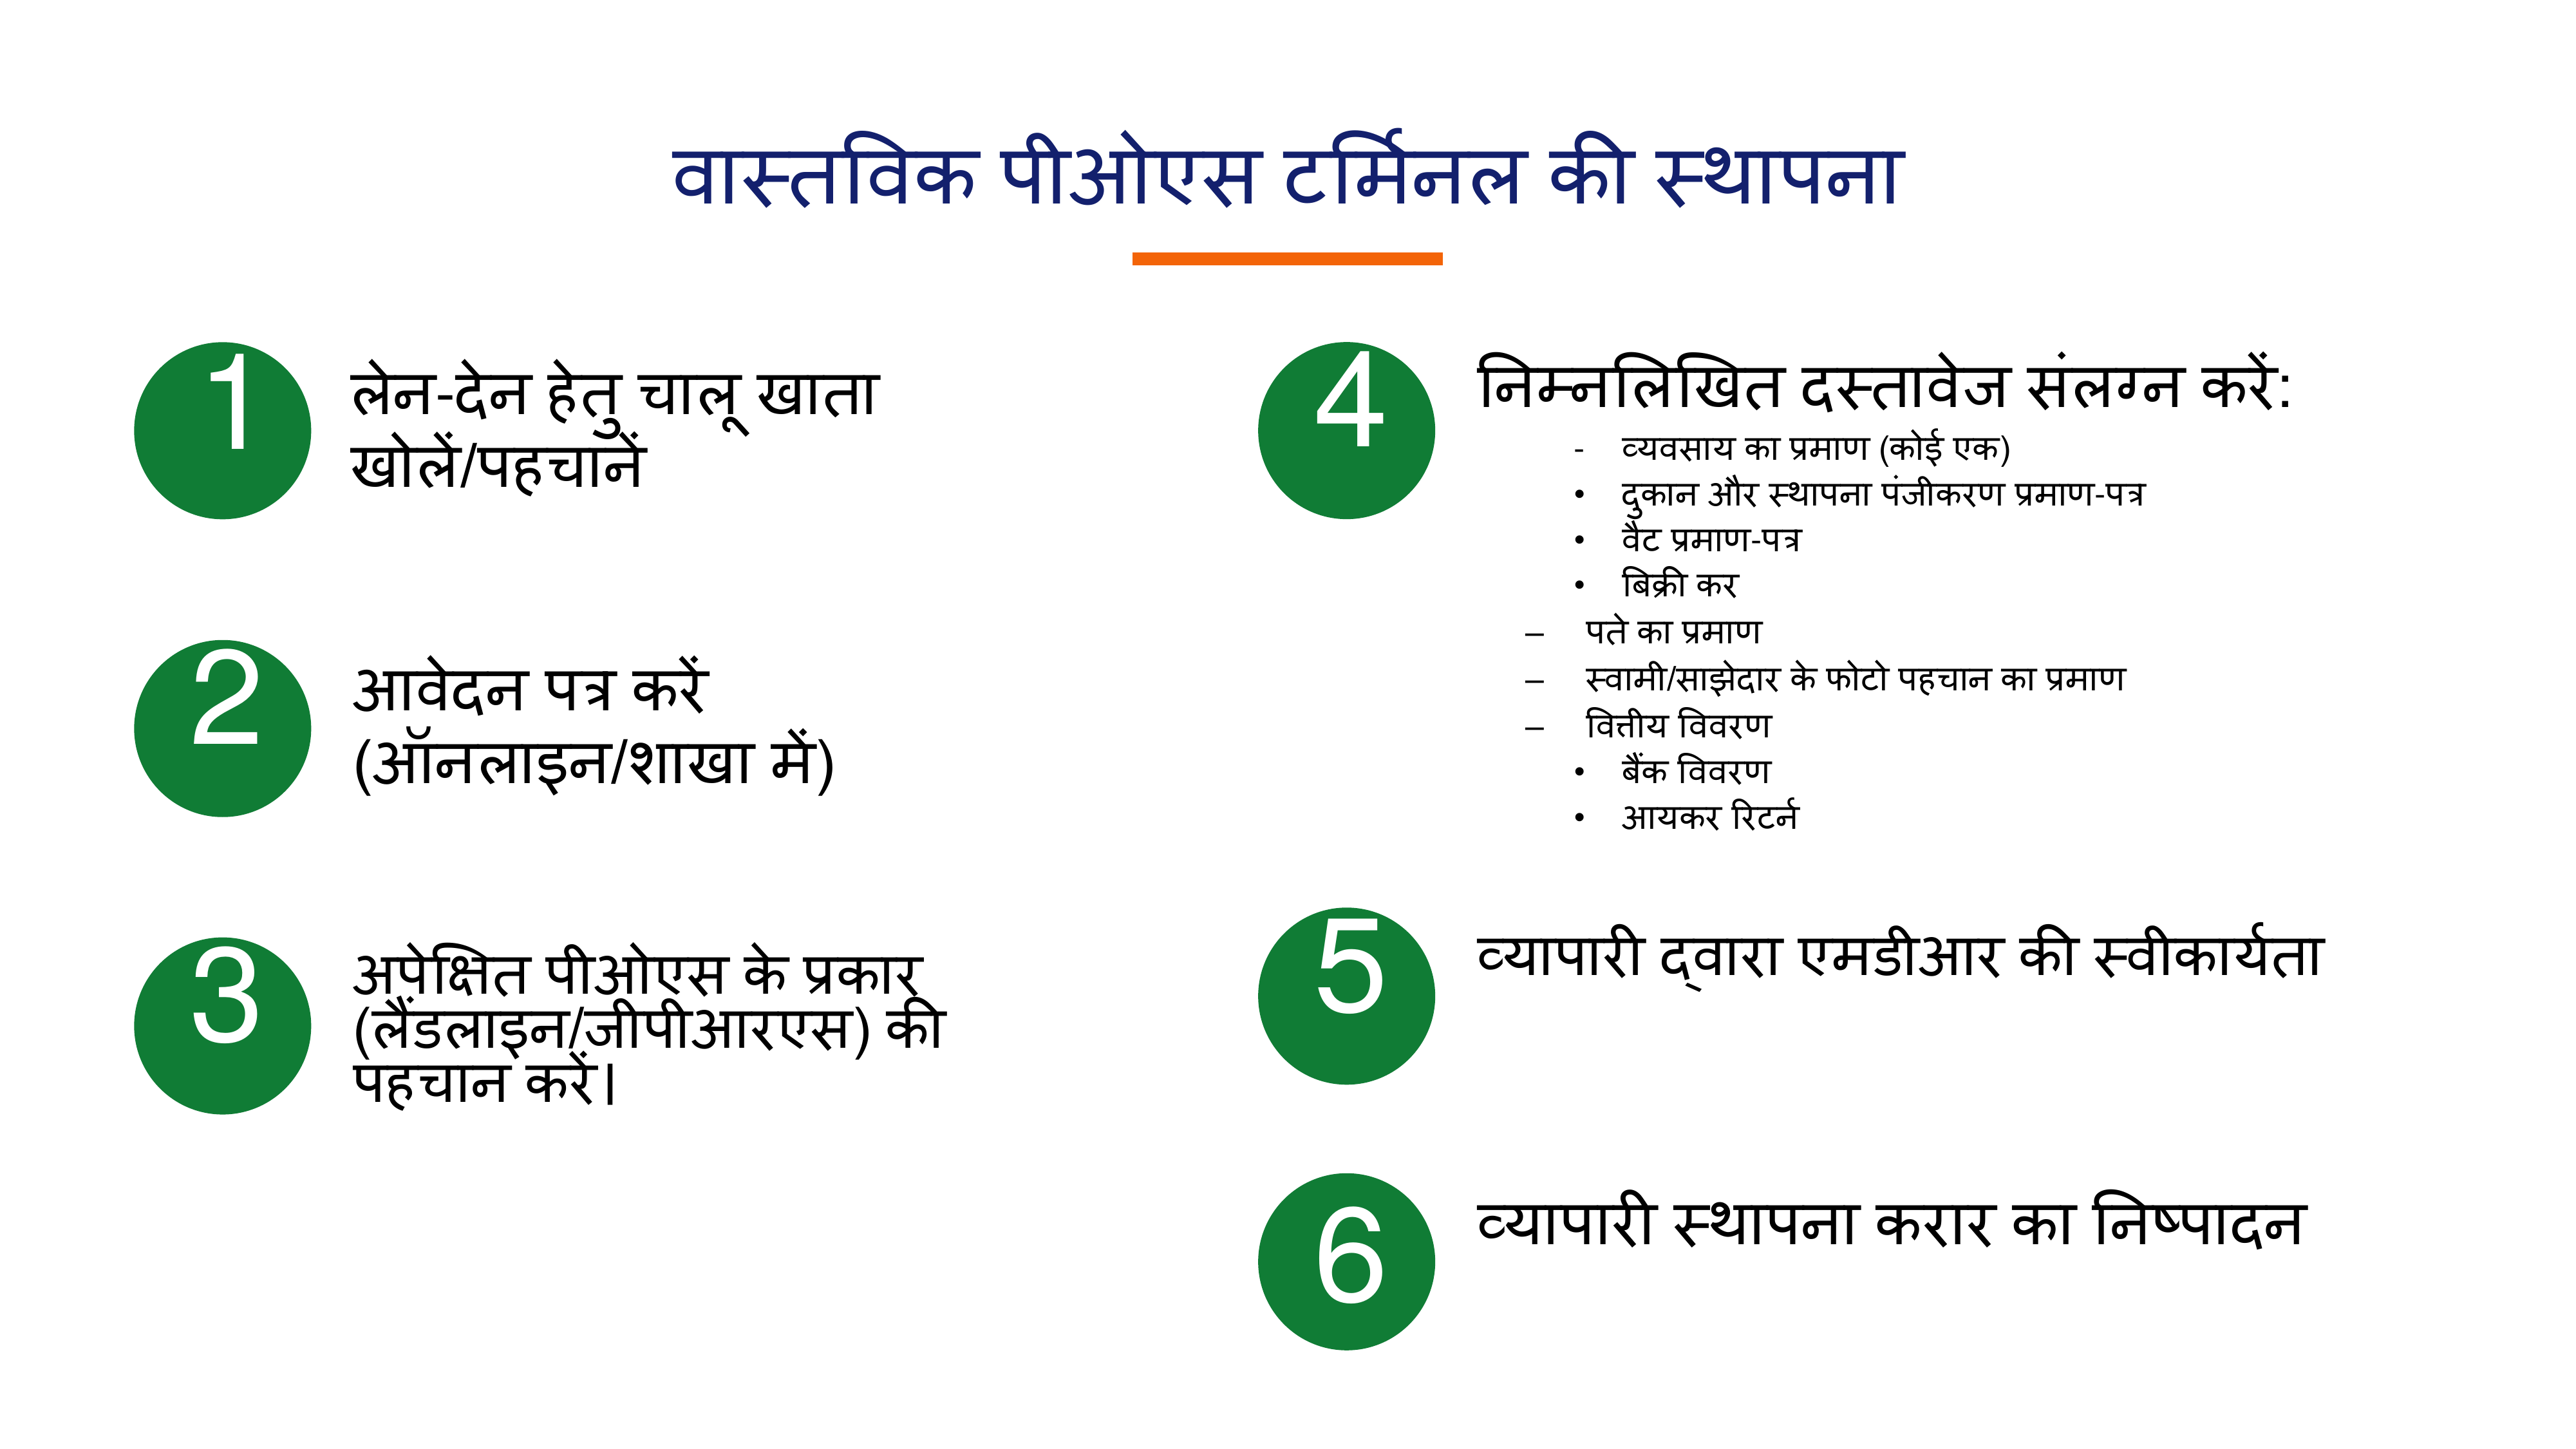 वास्तविक पीओएस टर्मिनल की स्थापना
1
लेन-देन हेतु चालू खाता
खोलें/पहचानें
2
आवेदन पत्र करें
(ऑनलाइन/शाखा में)
3
अपेक्षित पीओएस के प्रकार
(लैंडलाइन/जीपीआरएस) की
पहचान करें।
4
निम्नलिखित दस्तावेज संलग्न करें:
- व्यवसाय का प्रमाण (कोई एक)
• दुकान और स्थापना पंजीकरण प्रमाण-पत्र
• वैट प्रमाण-पत्र
• बिक्री कर
– पते का प्रमाण
– स्वामी/साझेदार के फोटो पहचान का प्रमाण
– वित्तीय विवरण
• बैंक विवरण
• आयकर रिटर्न
5
व्यापारी द्वारा एमडीआर की स्वीकार्यता
6
व्यापारी स्थापना करार का निष्पादन